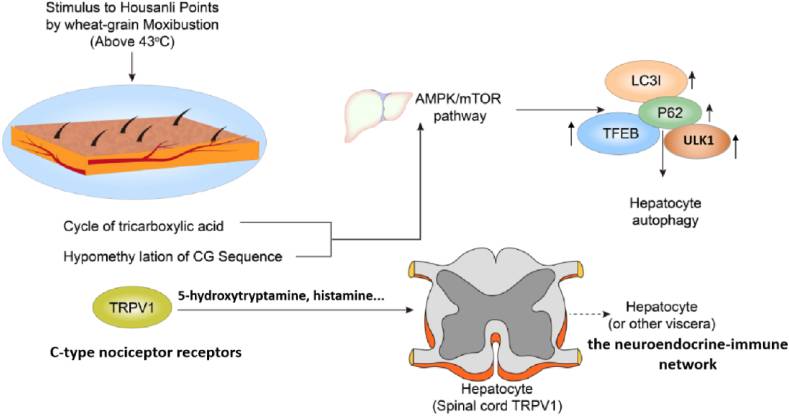 Stimulus to Housanli Points
by wheat-grain Moxibustion
(Above 43°C)
AMPK/mTOR
pathway
LC3I
P62
TFEB
ULK1
Hepatocyte
autophagy
Cycle of tricarboxylic acid
Hypomethy lation of CG Sequence
TRPV1
5-hydroxytryptamine, histamine...
C-type nociceptor receptors
Hepatocyte
(Spinal cord TRPV1)
Hepatocyte
(or other viscera)
the neuroendocrine-immune
network